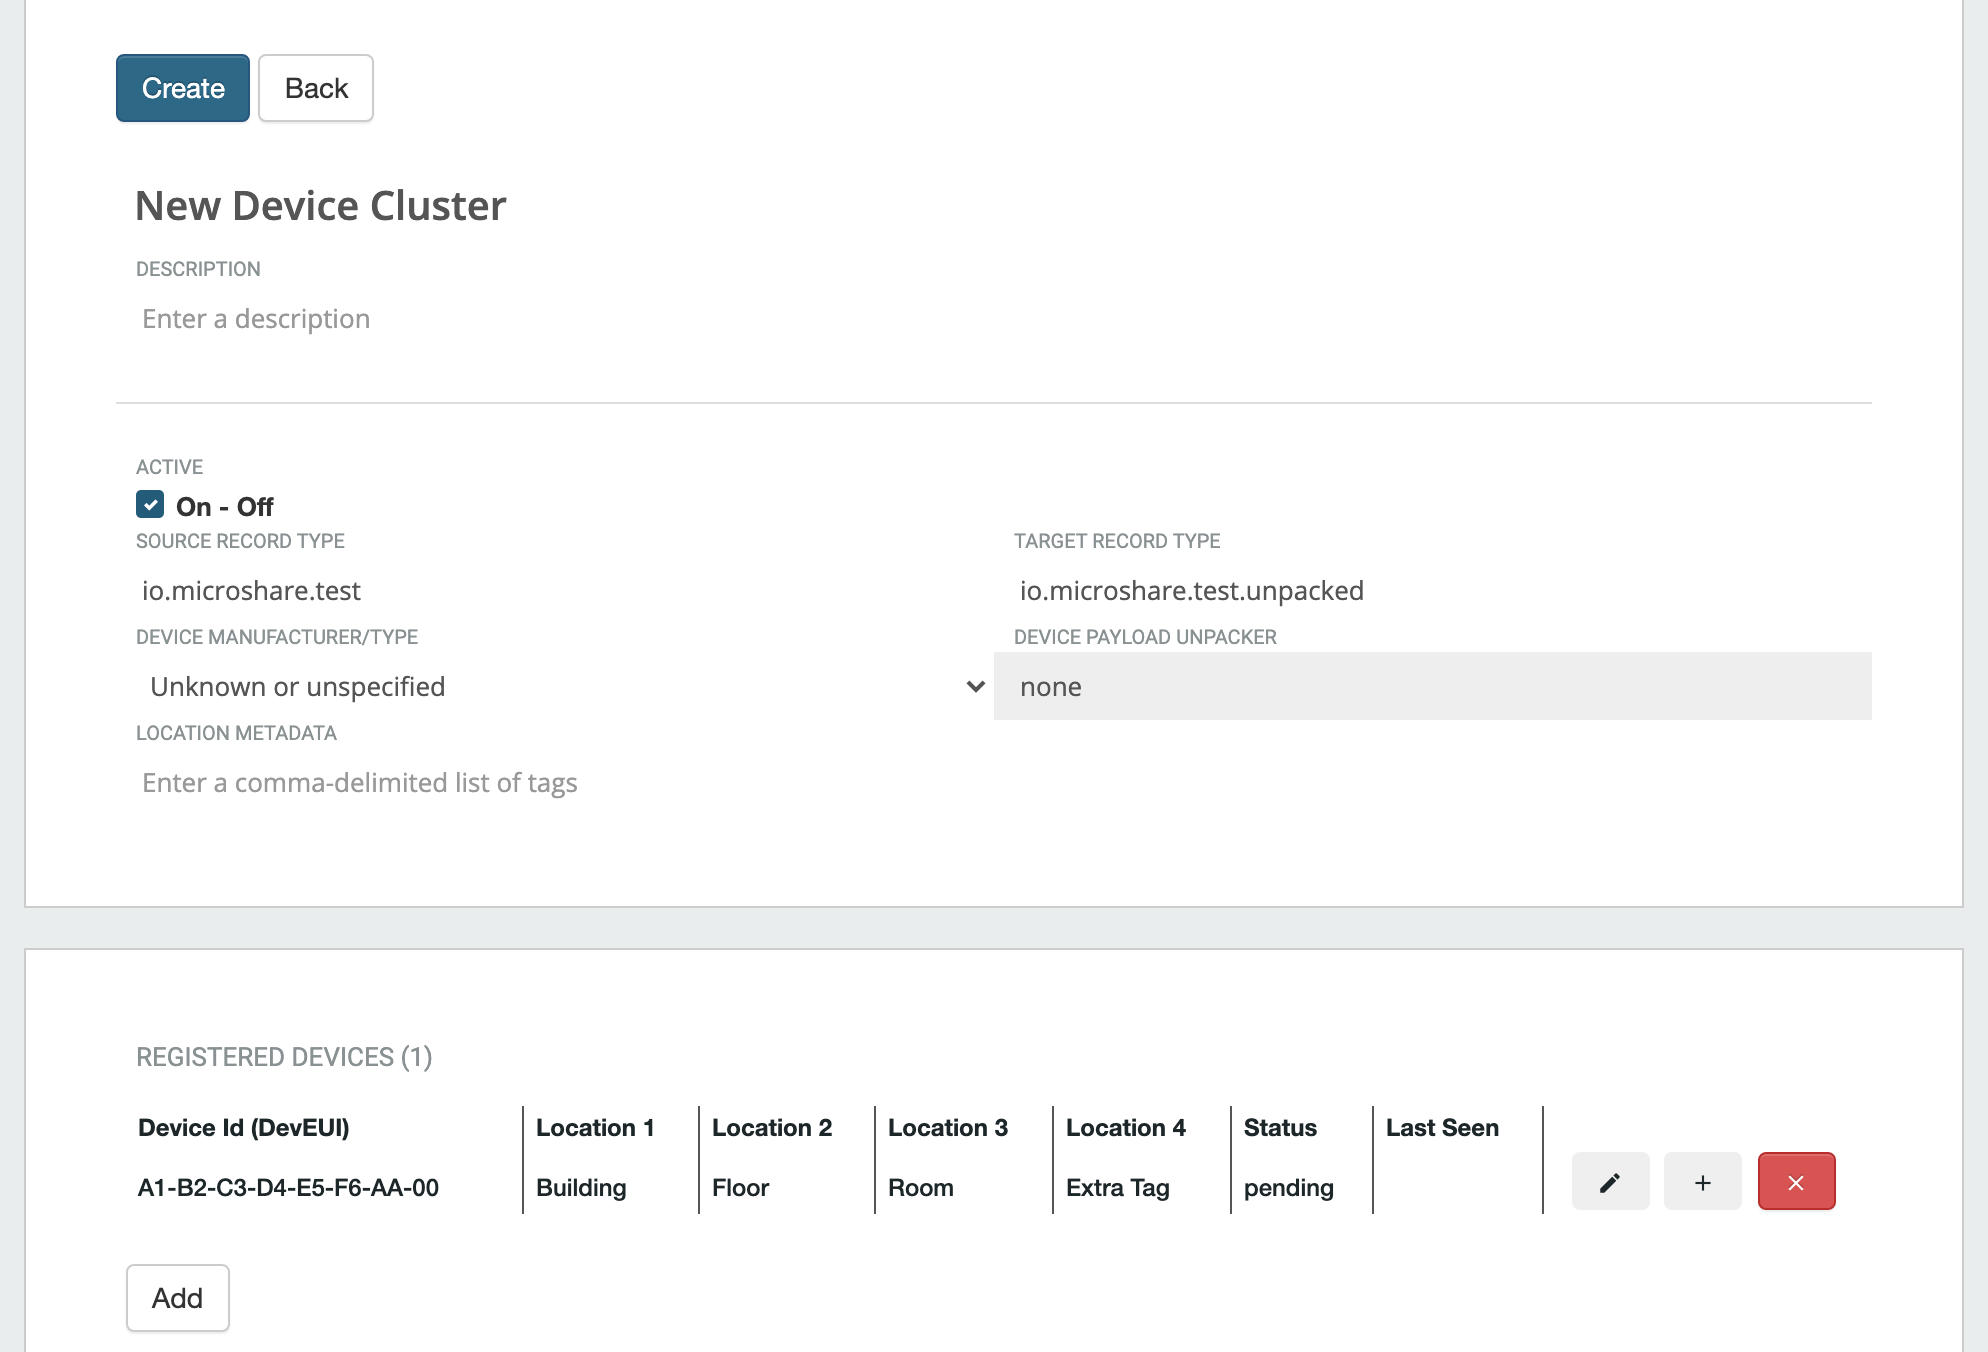 Create Back
New Device Cluster
DESCRIPTION
Enter a description
ACTIVE
On - Off
SOURCE RECORD TYPE TARGET RECORD TYPE
io.microshare.test io.microshare.test.unpacked
DEVICE MANUFACTURER/TYPE DEVICE PAYLOAD UNPACKER
Unknown or unspecified none
LOCATION METADATA
Enter a comma-delimited list of tags
REGISTERED DEVICES (1)
Device Id (DevEUI) Location 1 Location 2 Location 3 Location 4 Status Last Seen
A1-B2-C3-D4-E5-F6-AA-00 Building Floor Room Extra Tag pending
Add